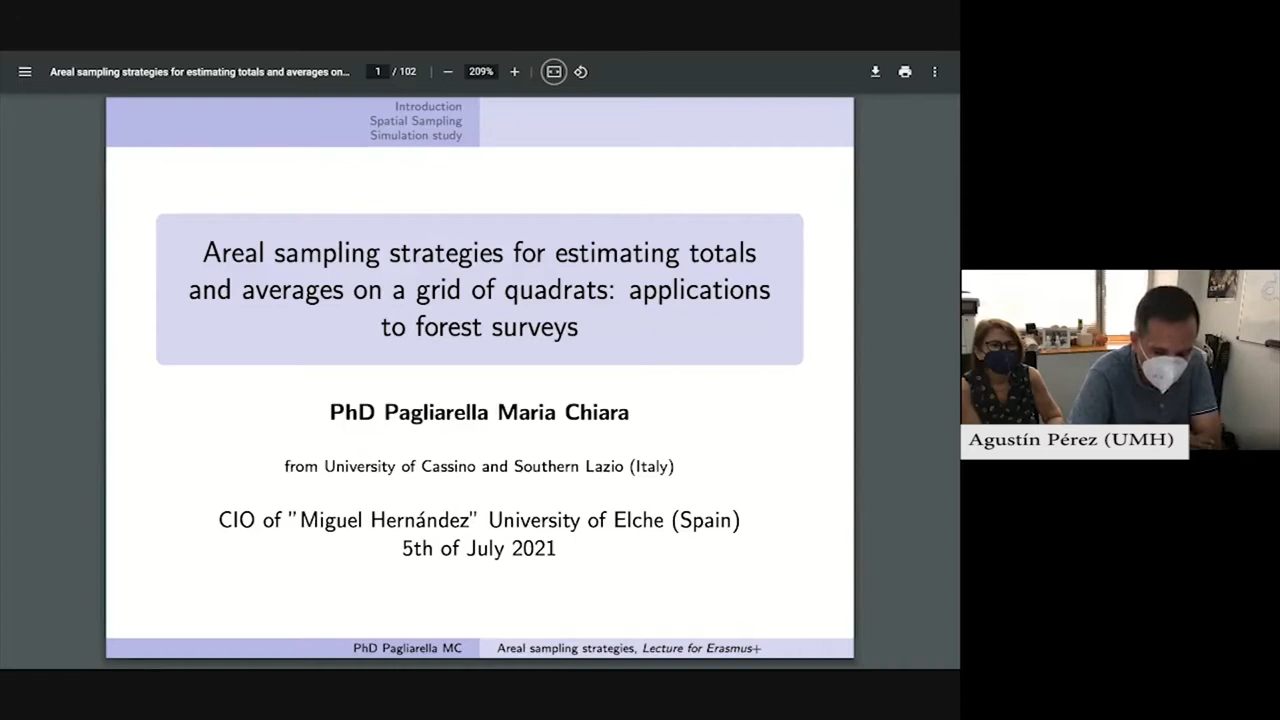 Areal sampling strategies for estimating totals and averages on...
1 / 102
209%
Introduction
Spatial Sampling
Simulation study
Areal sampling strategies for estimating totals
and averages on a grid of quadrats: applications
to forest surveys
PhD Pagliarella Maria Chiara
from University of Cassino and Southern Lazio (Italy)
CIO of "Miguel Hernández" University of Elche (Spain)
5th of July 2021
PhD Pagliarella MC
Areal sampling strategies, Lecture for Erasmus+
Agustín Pérez (UMH)